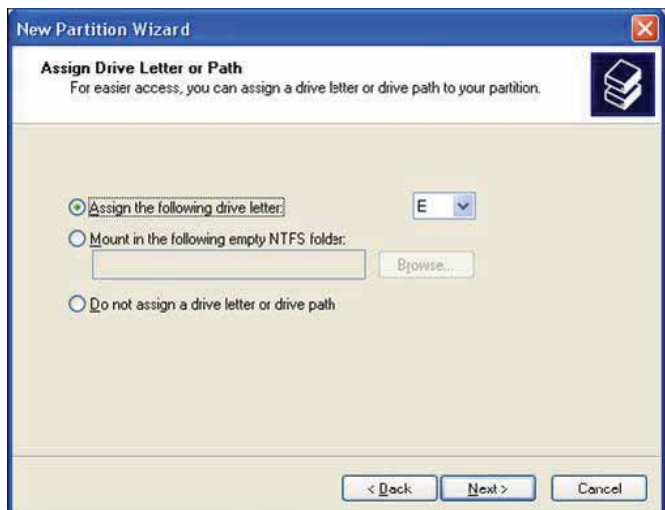 New Partition Wizard
Assign Drive Letter or Path
For easier access, you can assign a drive letter or drive path to your partition.
Assign the following drive letter: E
Mount in the following empty NTFS folder:
Browse...
Do not assign a drive letter or drive path
< Back Next > Cancel